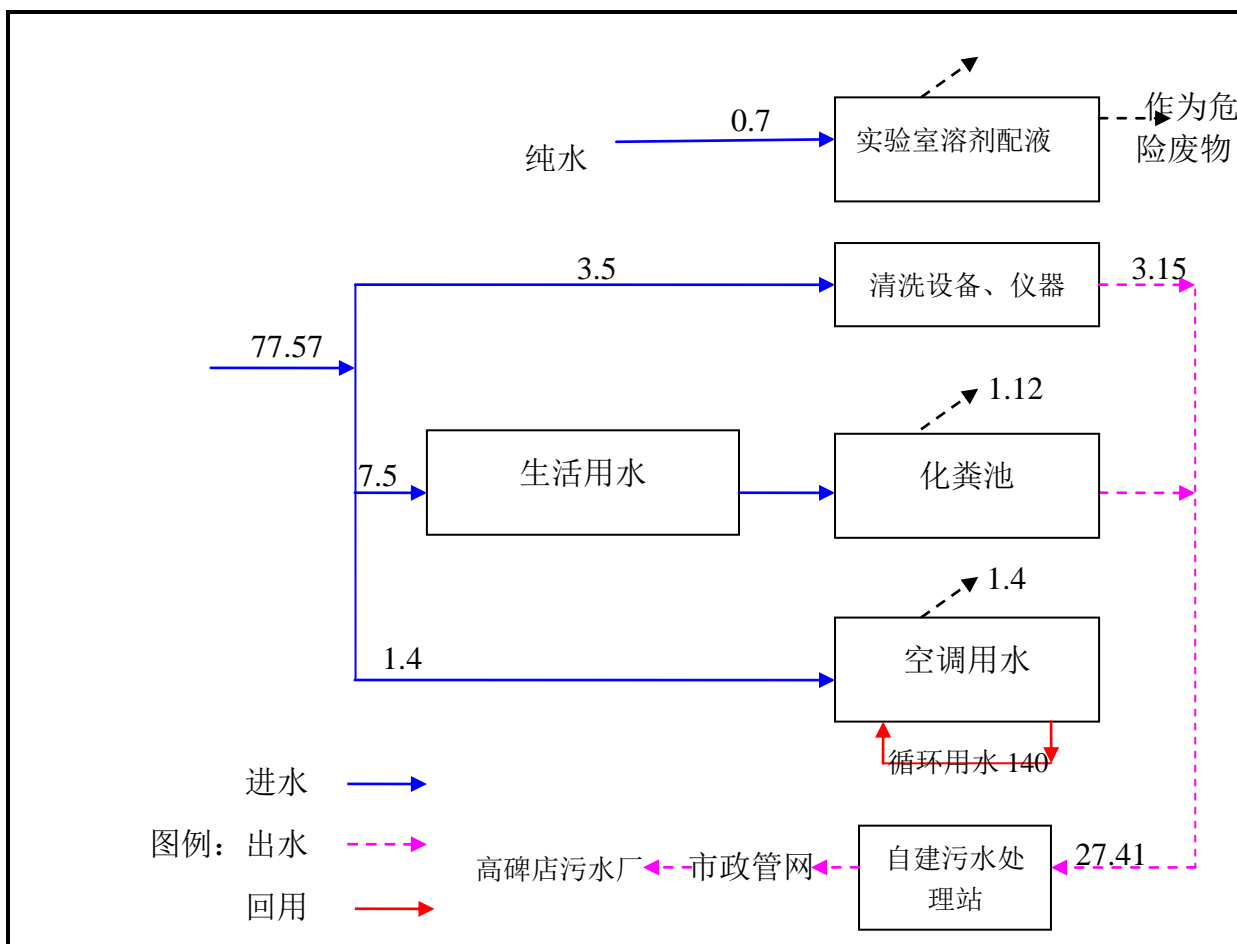 作为危
险废物
0.7
实验室溶剂配液
纯水
3.5
清洗设备、仪器
3.15
77.57
1.12
7.5
生活用水
化粪池
1.4
空调用水
1.4
循环用水 140
进水
图例：出水
回用
高碑店污水厂
市政管网
自建污水处
理站
27.41